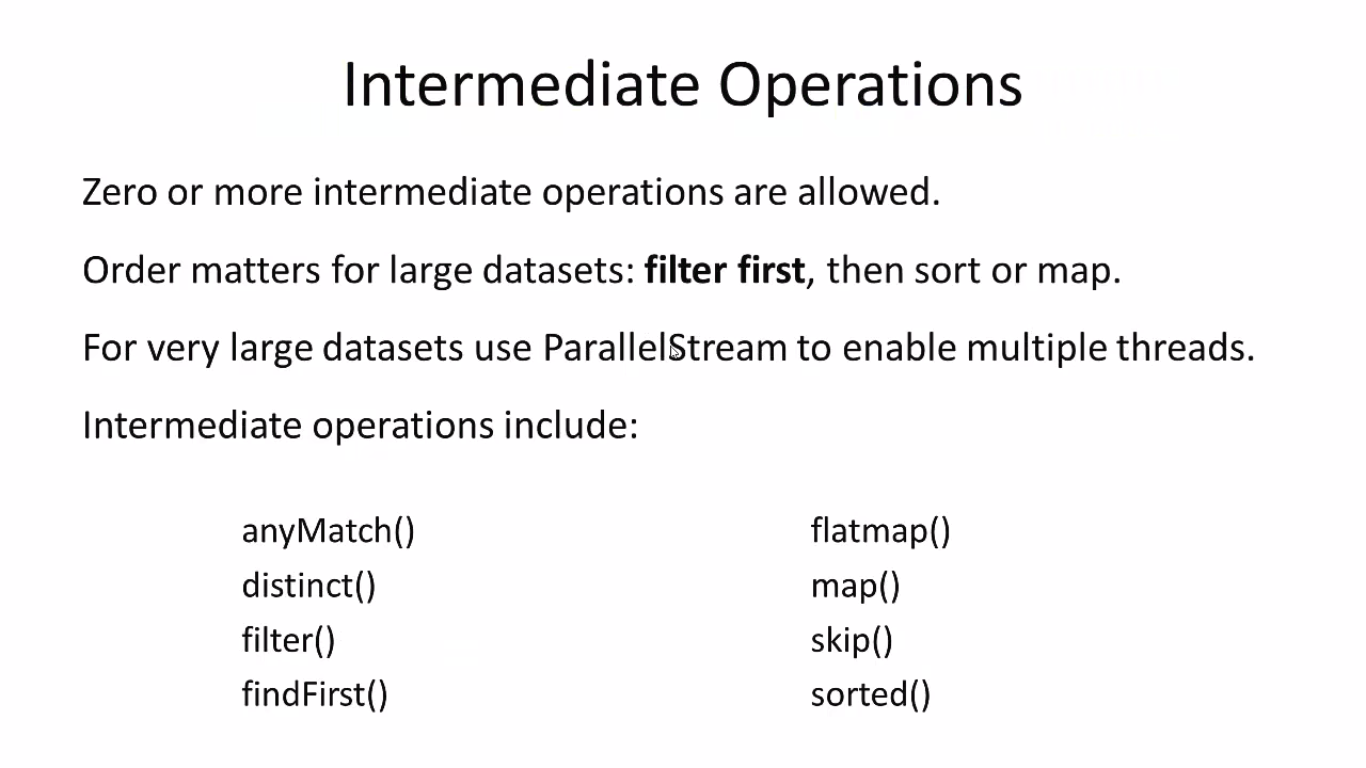 Intermediate Operations
Zero or more intermediate operations are allowed.
Order matters for large datasets: filter first, then sort or map.
For very large datasets use ParallelStream to enable multiple threads.
Intermediate operations include:
anyMatch()
distinct()
filter()
findFirst()
flatmap()
map()
skip()
sorted()